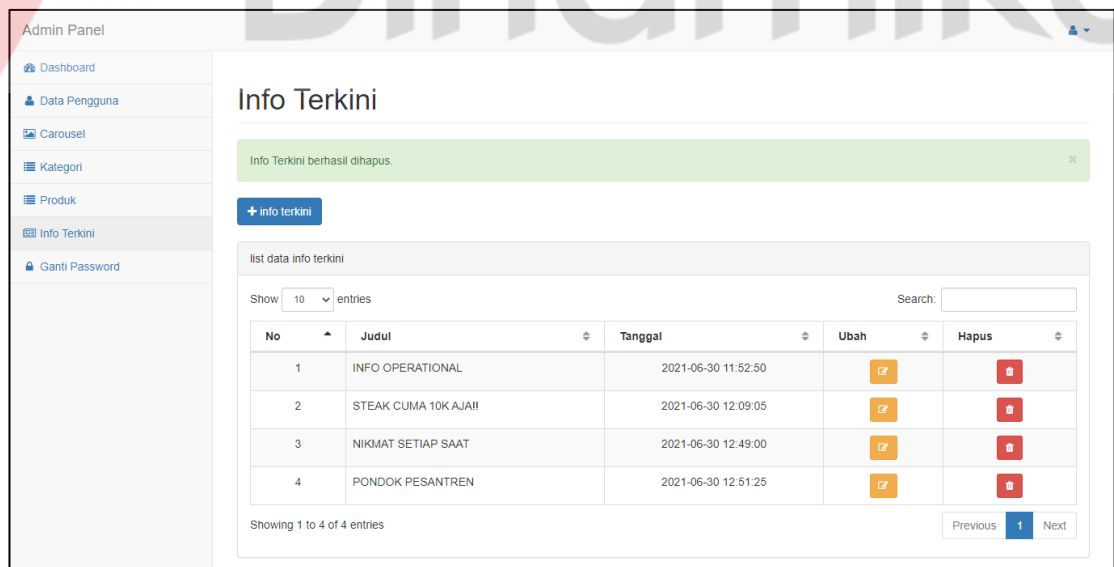 Dinamika
Admin Panel
Dashboard
Data Pengguna
Carousel
Kategori
Produk
Info Terkini
Ganti Password
Info Terkini
Info Terkini berhasil dihapus. ×
+ info terkini
list data info terkini
Show 10 entries Search:
No Judul Tanggal Ubah Hapus
1 INFO OPERATIONAL 2021-06-30 11:52:50
2 STEAK CUMA 10K AJA!! 2021-06-30 12:09:05
3 NIKMAT SETIAP SAAT 2021-06-30 12:49:00
4 PONDOK PESANTREN 2021-06-30 12:51:25
Showing 1 to 4 of 4 entries Previous 1 Next